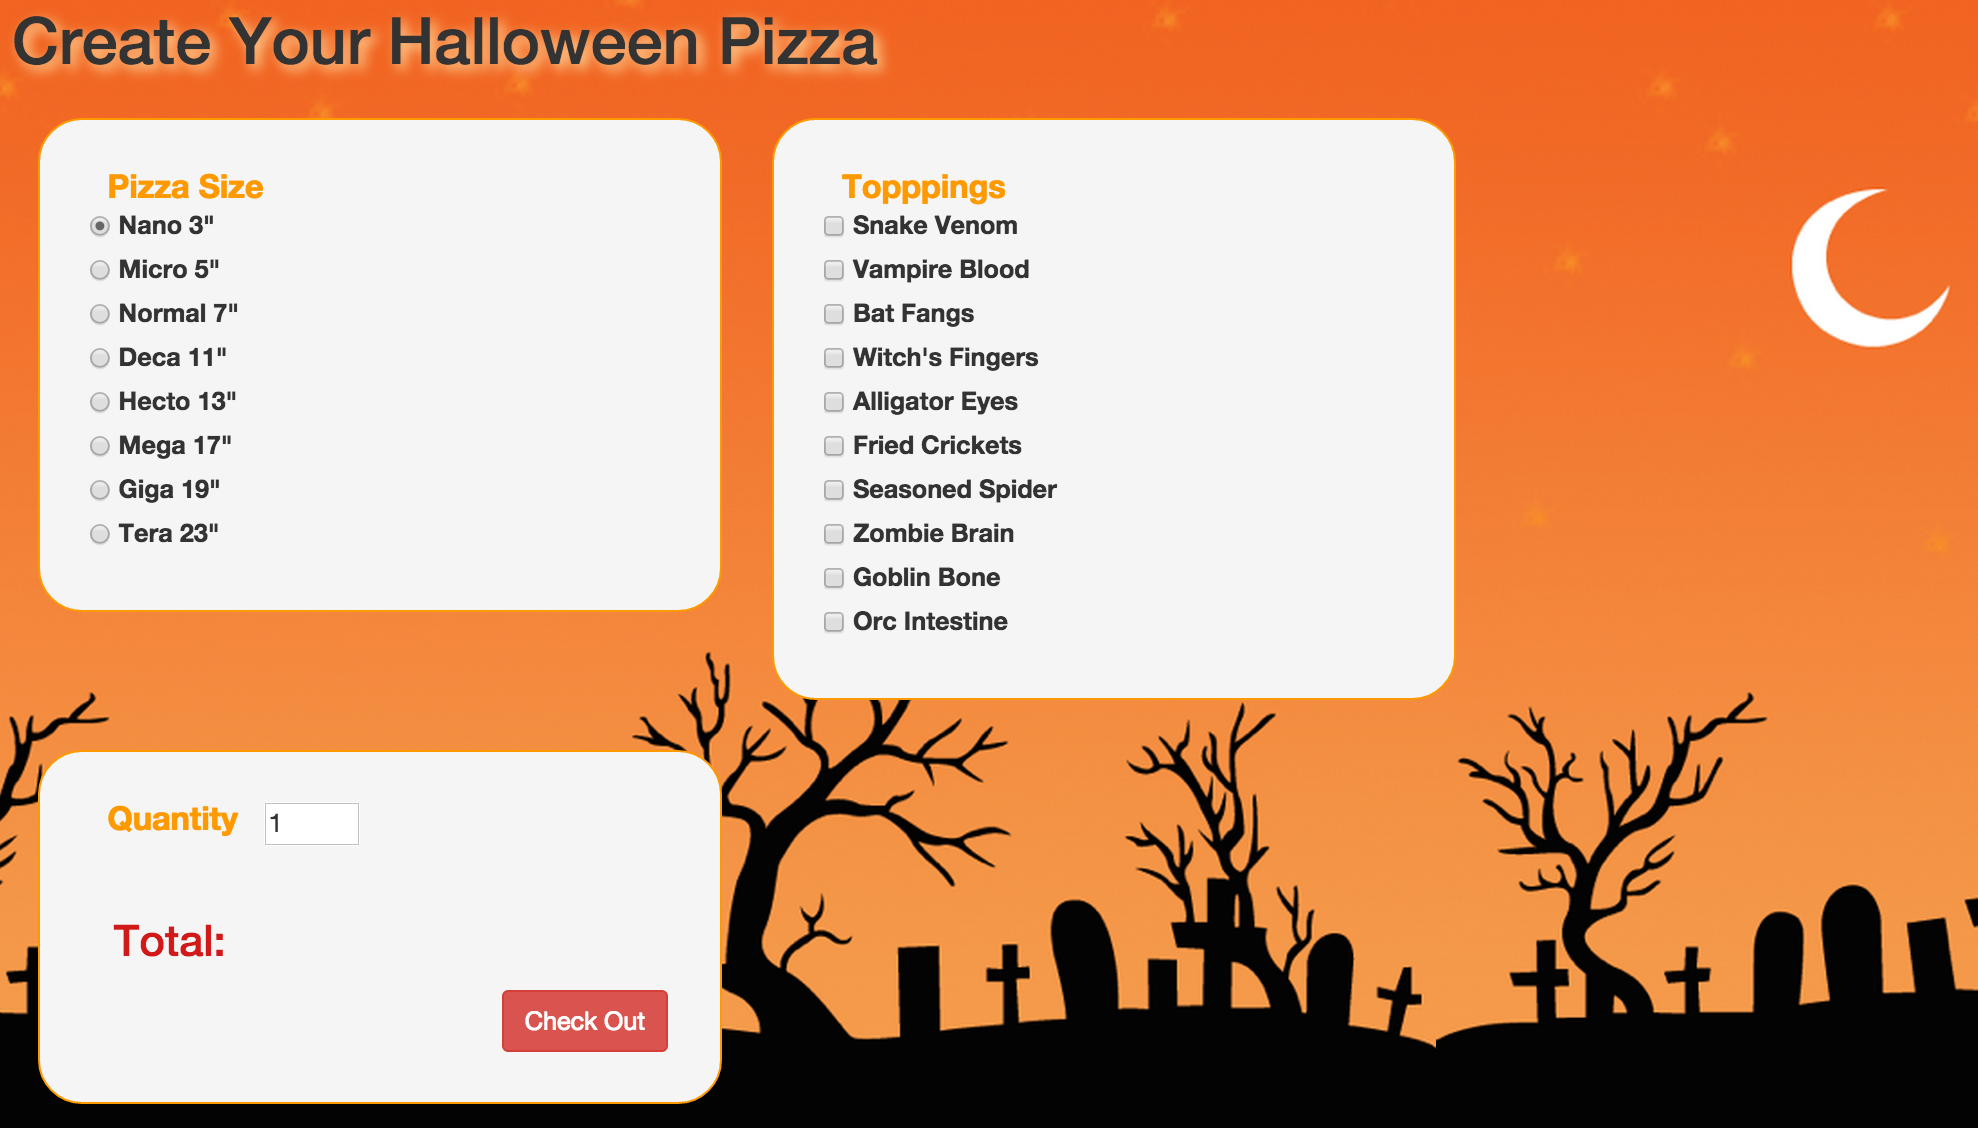 Create Your Halloween Pizza
Pizza Size
Nano 3"
Micro 5"
Normal 7"
Deca 11"
Hecto 13"
Mega 17"
Giga 19"
Tera 23"
Topppings
Snake Venom
Vampire Blood
Bat Fangs
Witch's Fingers
Alligator Eyes
Fried Crickets
Seasoned Spider
Zombie Brain
Goblin Bone
Orc Intestine
Quantity 1
Total:
Check Out